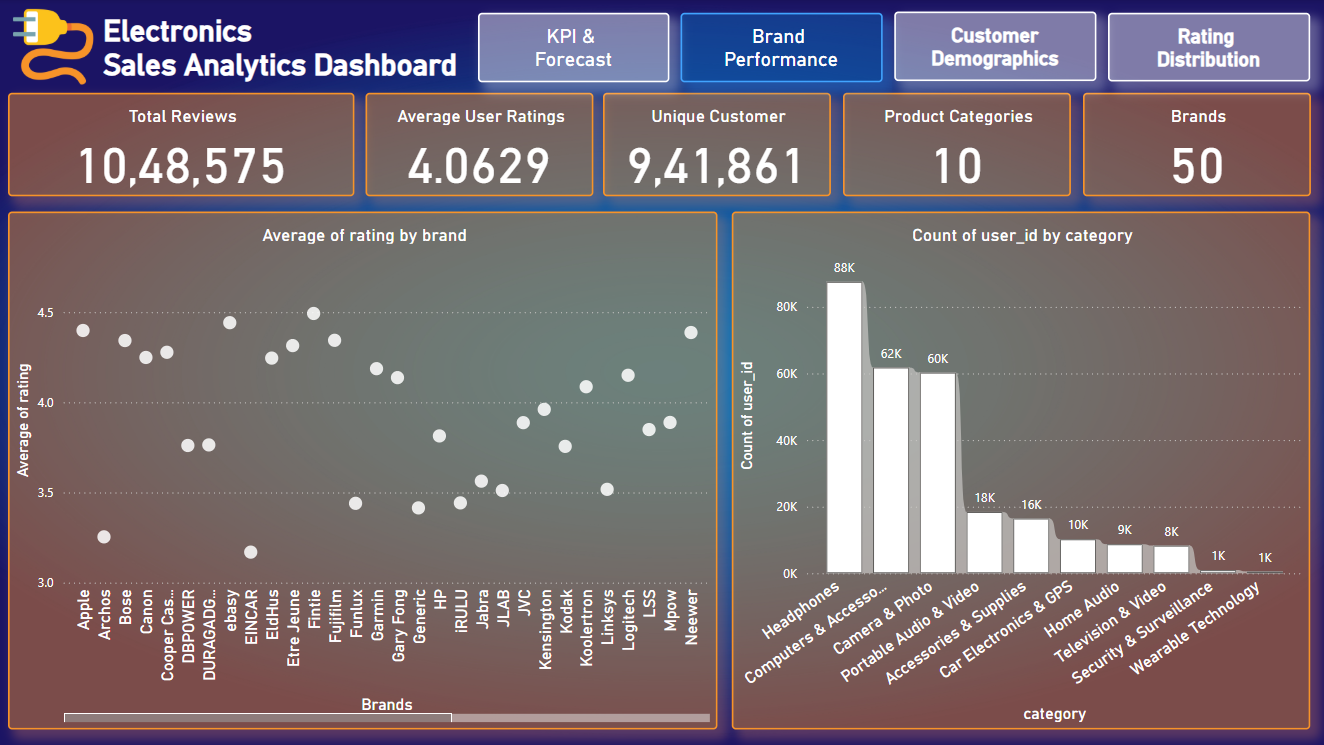 Electronics
Sales Analytics Dashboard
KPI &
Forecast
Brand
Performance
Customer
Demographics
Rating
Distribution
Total Reviews
10,48,575
Average User Ratings
4.0629
Unique Customer
9,41,861
Product Categories
10
Brands
50
Average of rating by brand
Average of rating
4.5
4.0
3.5
3.0
Apple
Archos
Bose
Canon
Cooper Cas...
DBPOWER
DURAGADG...
ebasy
EINCAR
EldHus
Etre Jeune
Fintie
Fujifilm
Funlux
Garmin
Gary Fong
Generic
HP
iRULU
Jabra
JLAB
JVC
Kensington
Kodak
Koolertron
Linksys
Logitech
LSS
Mpow
Neewer
Brands
Count of user_id by category
Count of user_id
80K
60K
40K
20K
0K
88K
62K
60K
18K
16K
10K
9K
8K
1K
1K
Headphones
Computers & Accesso...
Camera & Photo
Portable Audio & Video
Accessories & Supplies
Car Electronics & GPS
Home Audio
Television & Video
Security & Surveillance
Wearable Technology
category